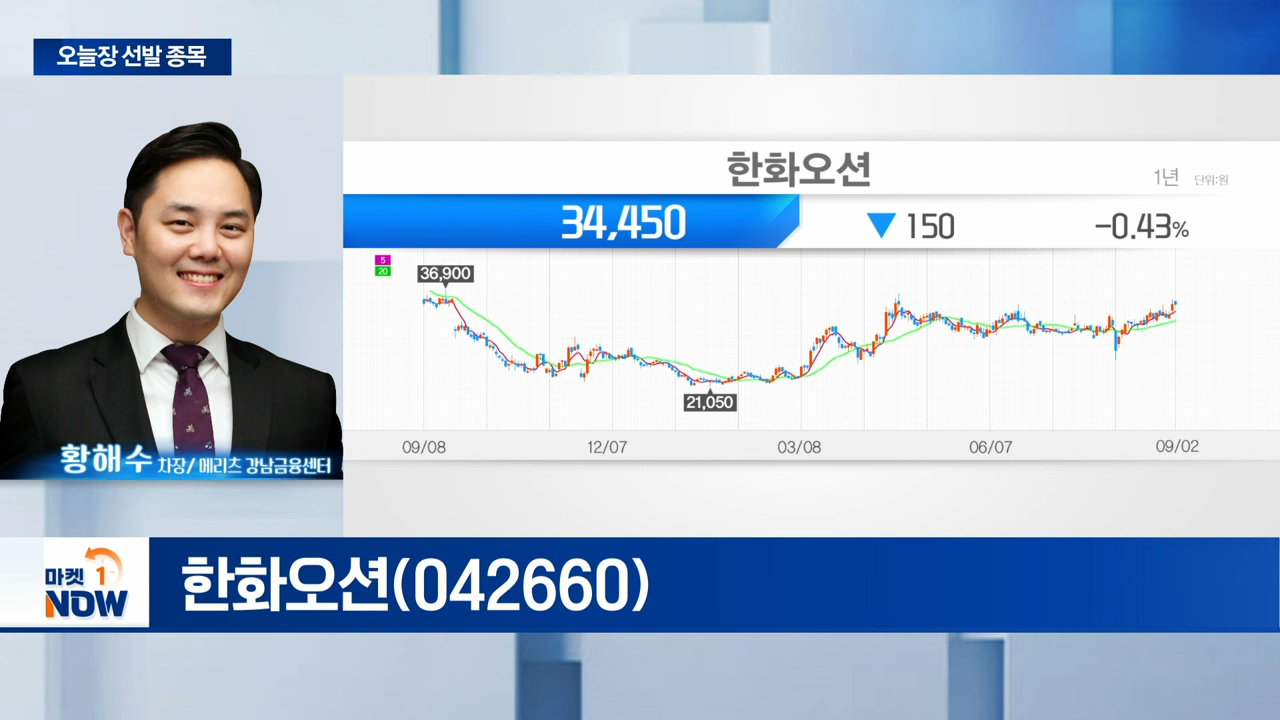 오늘장 선발 종목
한화오션
1년 단위:원
34,450 ▼ 150 -0.43%
5
20
36,900
21,050
09/08 12/07 03/08 06/07 09/02
황해수 차장/ 메리츠 강남금융센터
마켓 1
NOW
한화오션(042660)